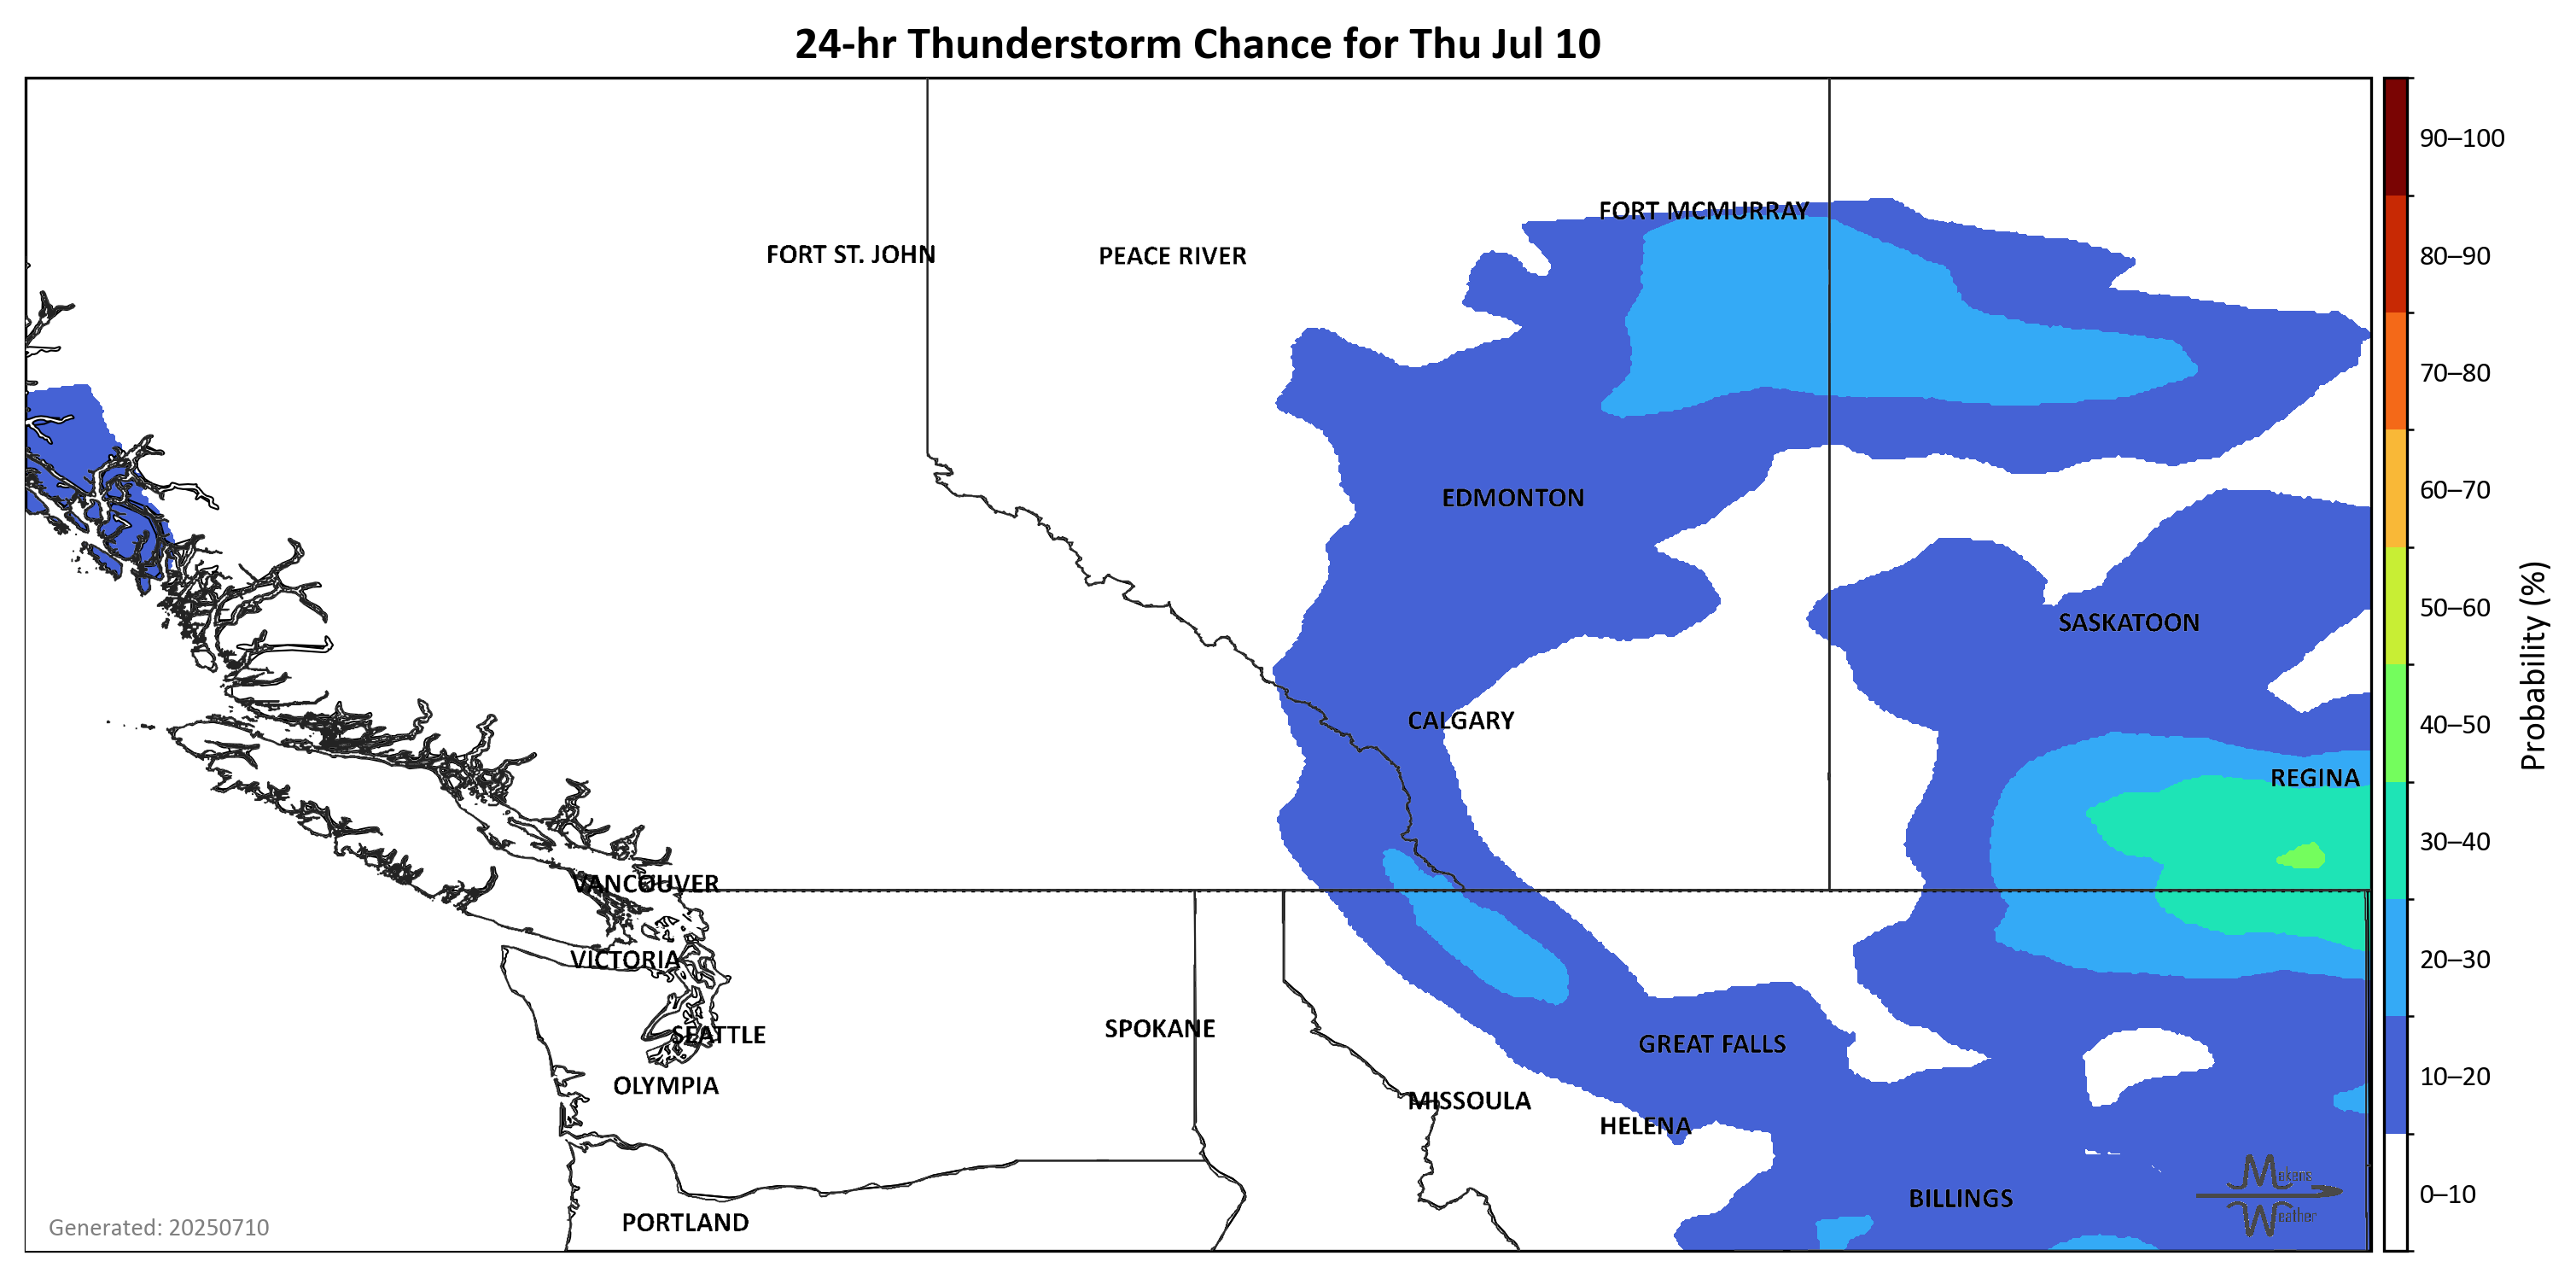 24-hr Thunderstorm Chance for Thu Jul 10
90–100
FORT MCMURRAY
FORT ST. JOHN
PEACE RIVER
80–90
70–80
EDMONTON
60–70
SASKATOON
50–60
Probability (%)
CALGARY
40–50
REGINA
30–40
VANCOUVER
VICTORIA
20–30
SPOKANE
SEATTLE
GREAT FALLS
OLYMPIA
10–20
MISSOULA
HELENA
Mekens
Weather
BILLINGS
0–10
PORTLAND
Generated: 20250710